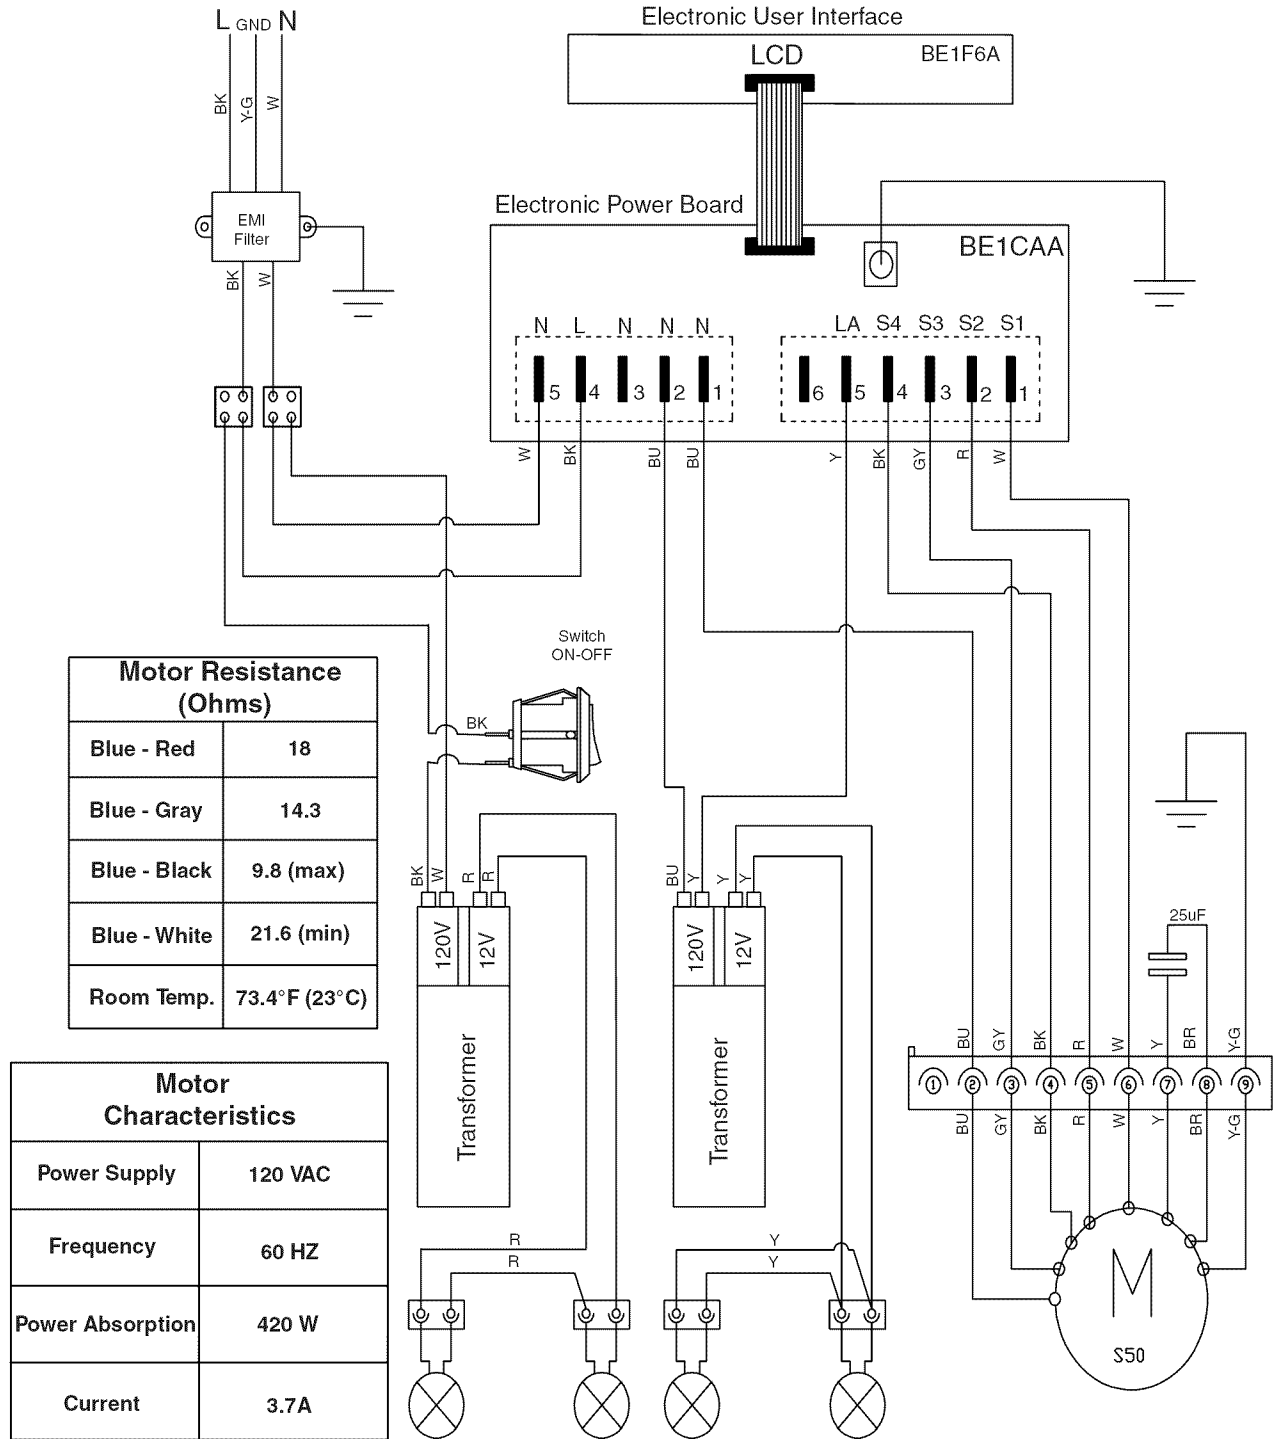 L GND N
BK
Y-G
W
EMI
Filter
BK
W
Electronic User Interface
LCD
BE1F6A
Electronic Power Board
BE1CAA
N L N N N
5 4 3 2 1
LA S4 S3 S2 S1
6 5 4 3 2 1
W
BK
BU
BU
Y
BK
GY
R
W
Switch
ON-OFF
BK
Motor Resistance
(Ohms)
Blue - Red 18
Blue - Gray 14.3
Blue - Black 9.8 (max)
Blue - White 21.6 (min)
Room Temp. 73.4°F (23°C)
BK
W
R
R
120V
12V
Transformer
BU
Y
Y
Y
120V
12V
Transformer
25uF
BU
GY
BK
R
W
Y
BR
Y-G
1 2 3 4 5 6 7 8 9
BU
GY
BK
R
W
Y
BR
Y-G
M
S50
R
R
Y
Y
Motor
Characteristics
Power Supply 120 VAC
Frequency 60 HZ
Power Absorption 420 W
Current 3.7A